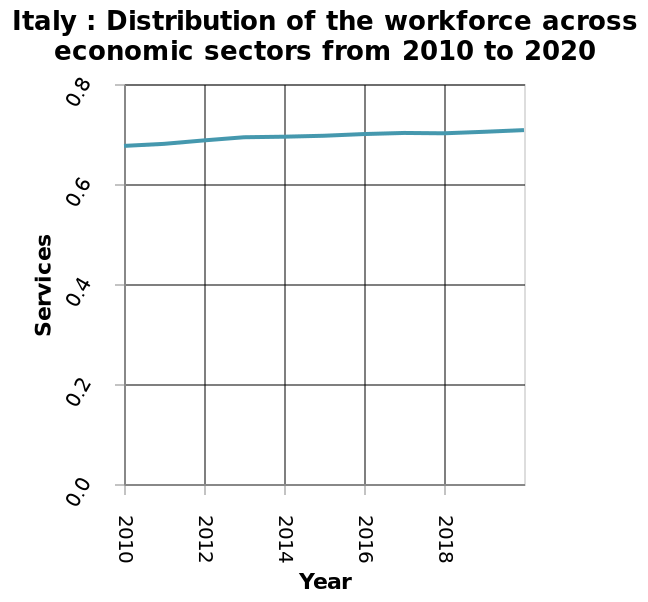 Italy : Distribution of the workforce across
economic sectors from 2010 to 2020
0.8
0.6
0.4
0.2
0.0
Services
2010
2012
2014
2016
2018
Year